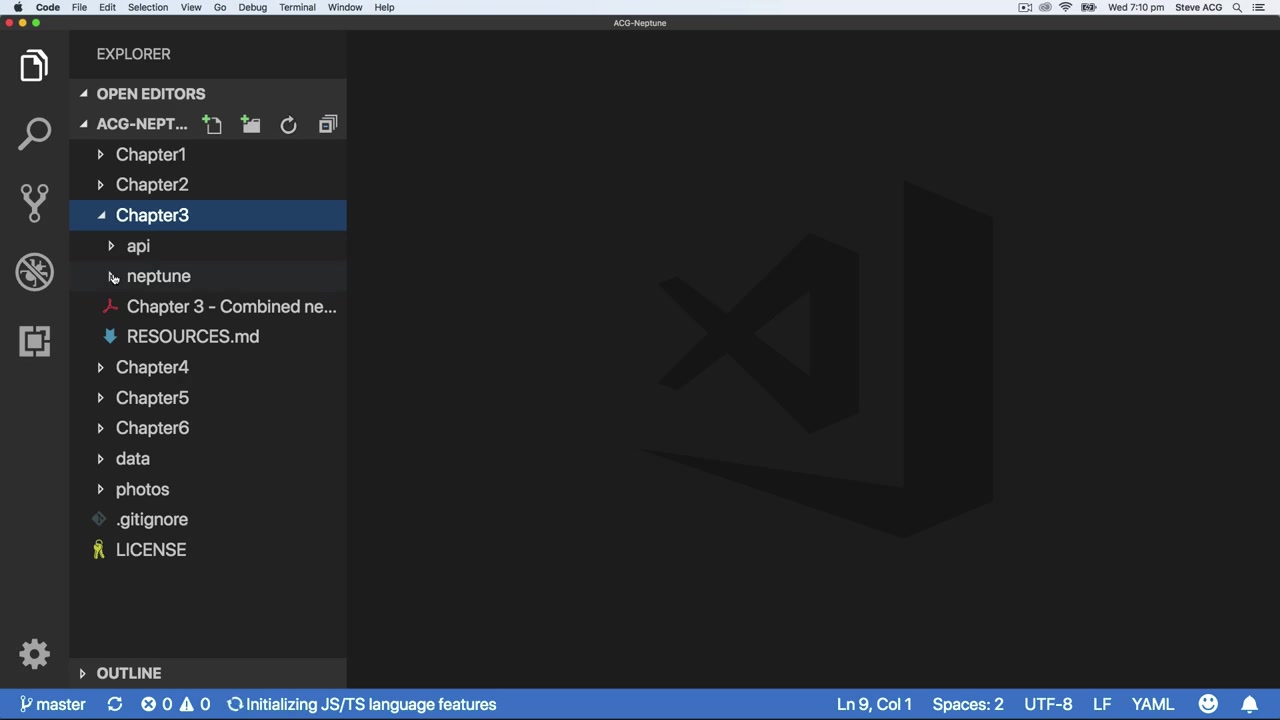 Code File Edit Selection View Go Debug Terminal Window Help Wed 7:10 pm Steve ACG
ACG-Neptune
EXPLORER
OPEN EDITORS
ACG-NEPT...
Chapter1
Chapter2
Chapter3
api
neptune
Chapter 3 - Combined ne...
RESOURCES.md
Chapter4
Chapter5
Chapter6
data
photos
.gitignore
LICENSE
OUTLINE
master 0 0 Initializing JS/TS language features Ln 9, Col 1 Spaces: 2 UTF-8 LF YAML